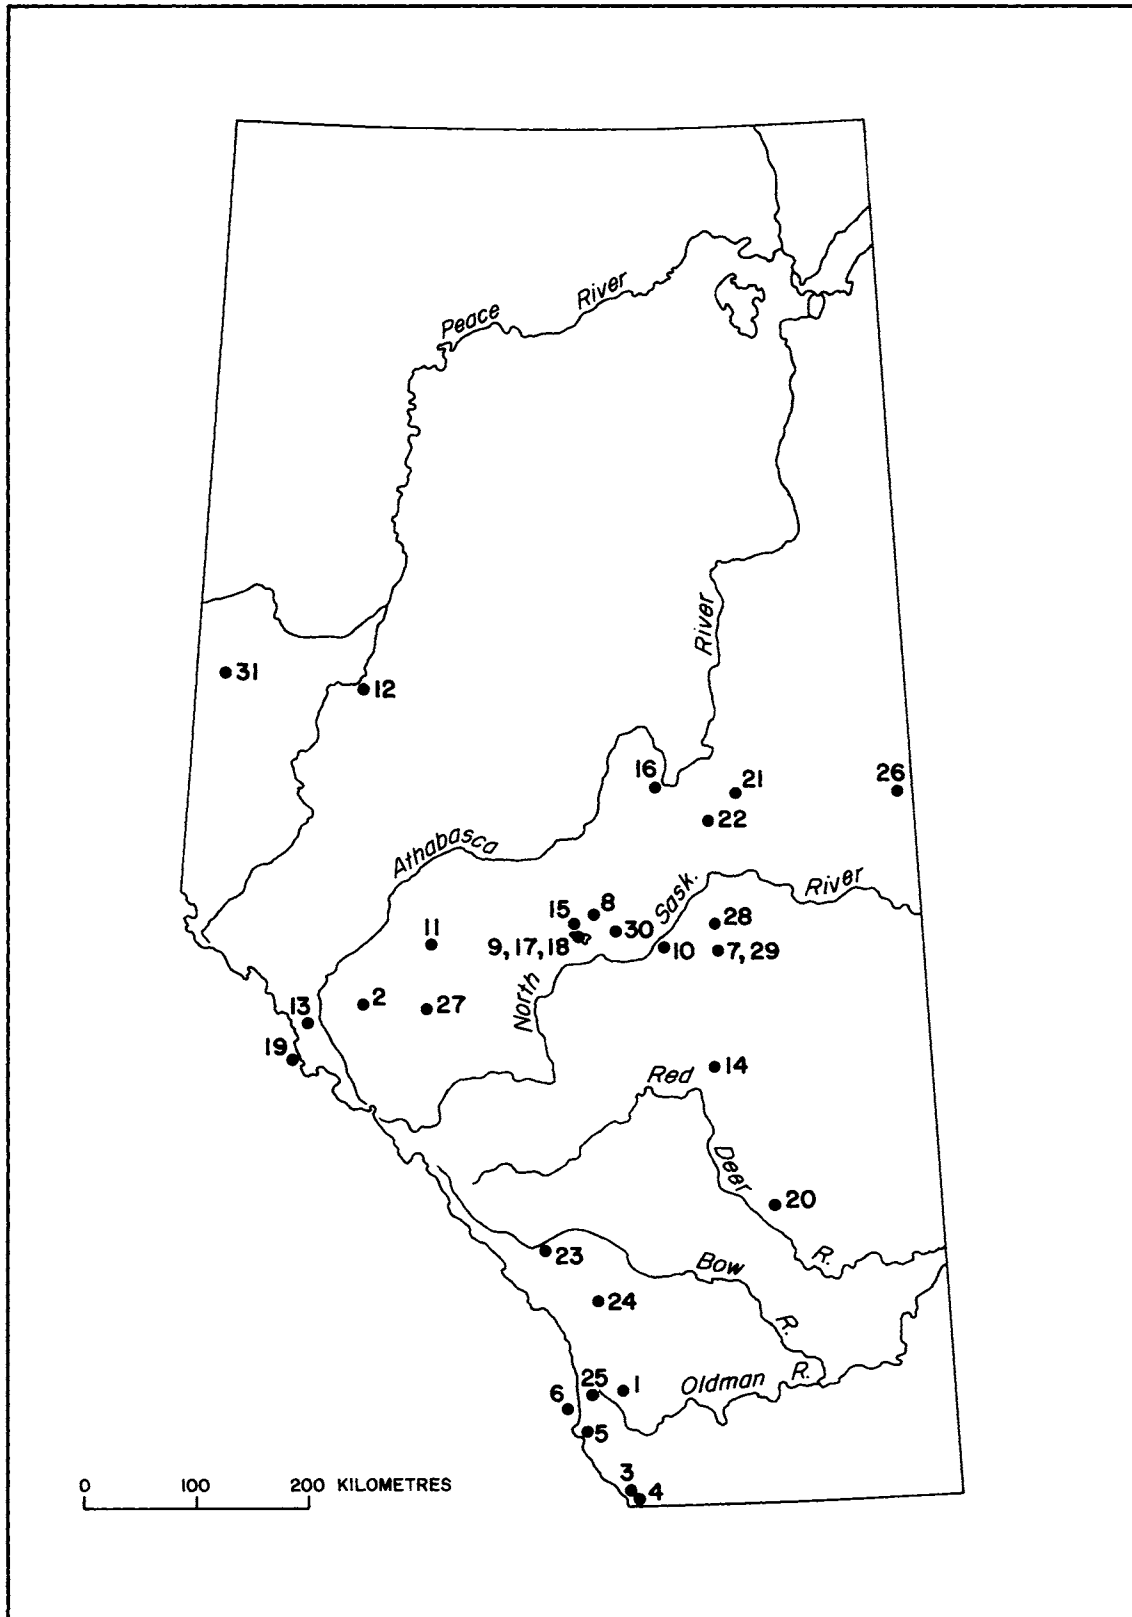 Peace River
River
31
12
16
21
26
22
Athabasca
Sask.
River
15
8
28
30
11
9, 17, 18
10
7, 29
North
2
27
13
19
14
Red
Deer
20
R.
23
Bow
24
R.
25
1
Oldman R.
6
5
3
4
0 100 200 KILOMETRES